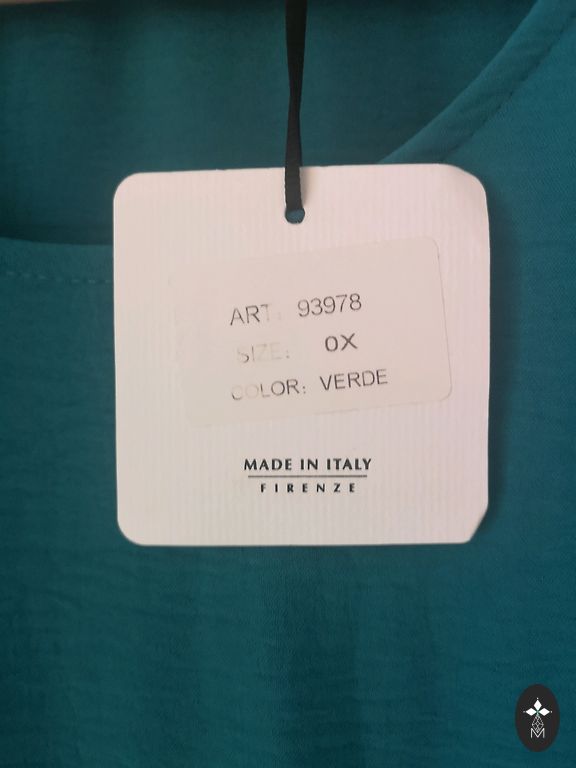 ART: 93978
SIZE: 0X
COLOR: VERDE
MADE IN ITALY
FIRENZE
M